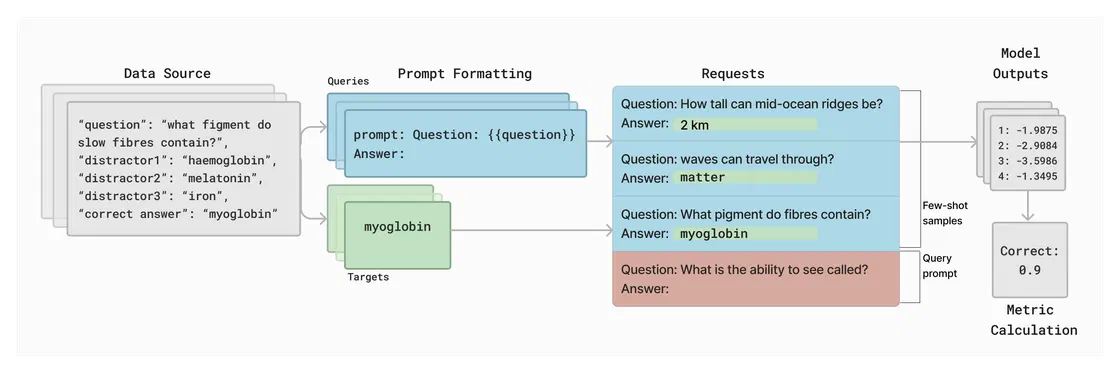 Data Source
“question”: “what figment do
slow fibres contain?”,
“distractor1”: “haemoglobin”,
“distractor2”: “melatonin”,
“distractor3”: “iron”,
“correct answer”: “myoglobin”
Queries
Prompt Formatting
prompt: Question: {{question}}
Answer:
myoglobin
Targets
Requests
Question: How tall can mid-ocean ridges be?
Answer: 2 km
Question: waves can travel through?
Answer: matter
Question: What pigment do fibres contain?
Answer: myoglobin
Question: What is the ability to see called?
Answer:
Few-shot
samples
Query
prompt
Model
Outputs
1: -1.9875
2: -2.9084
3: -3.5986
4: -1.3495
Correct:
0.9
Metric
Calculation